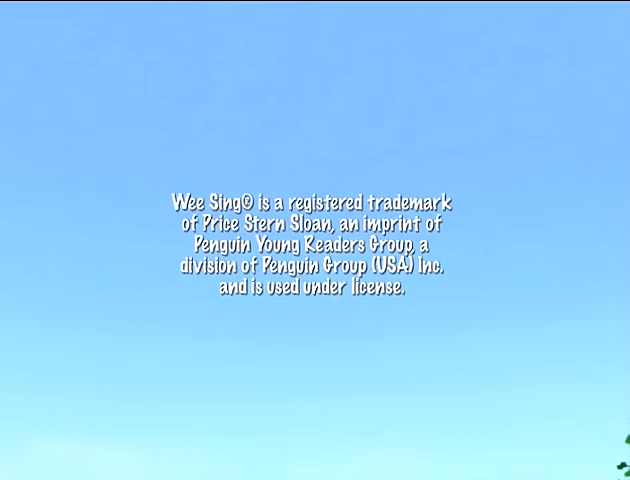 Wee Sing® is a registered trademark
of Price Stern Sloan, an imprint of
Penguin Young Readers Group, a
division of Penguin Group (USA) Inc.
and is used under license.